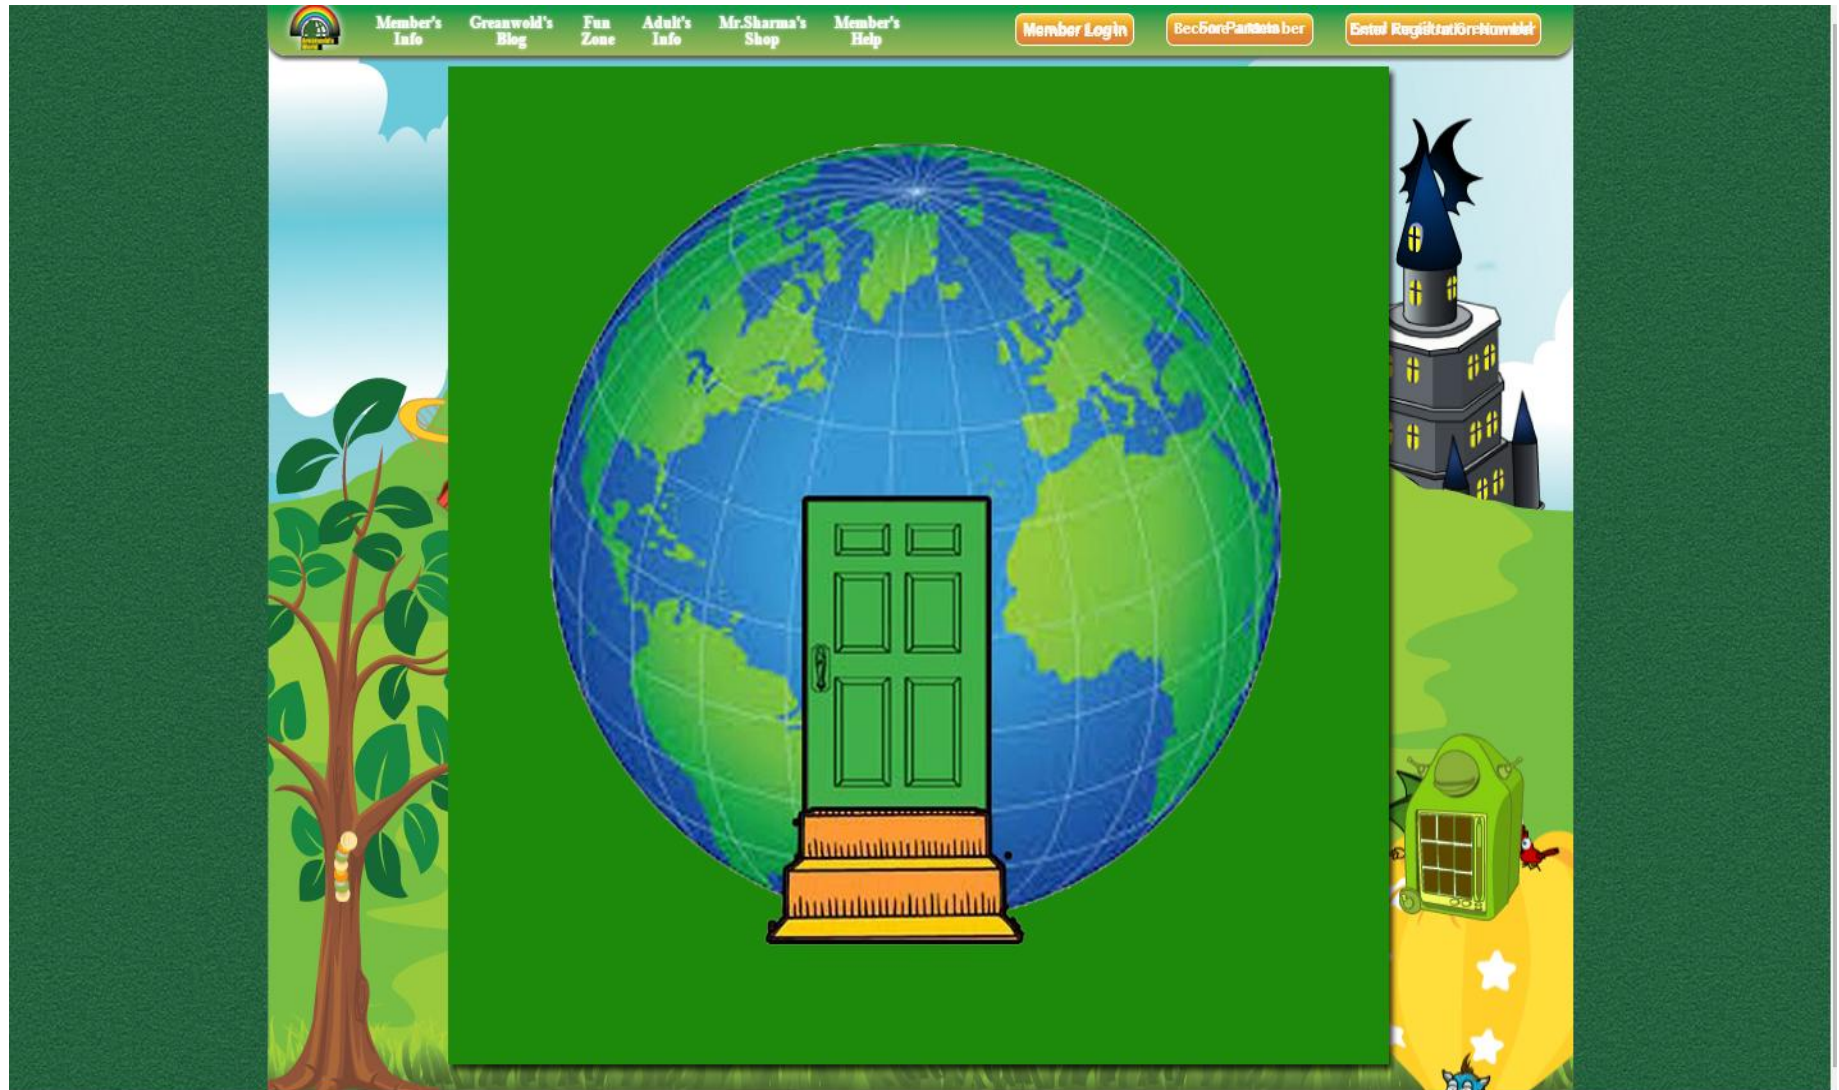 Member's
Info
Greanwold's
Blog
Fun
Zone
Adult's
Info
Mr.Sharma's
Shop
Member's
Help
Member Login